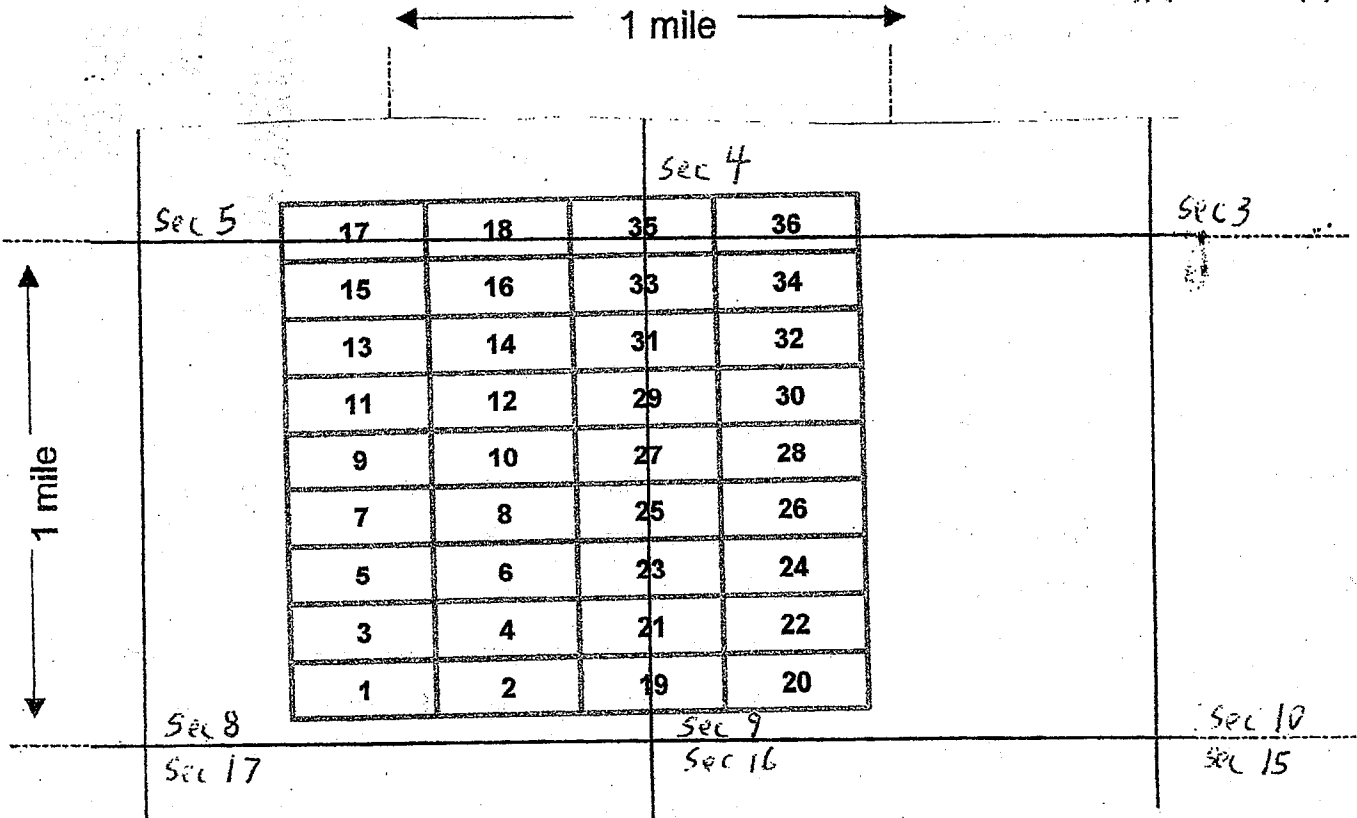 1 mile
Sec 4
Sec 5
Sec 3
17 18 35 36
15 16 33 34
13 14 31 32
11 12 29 30
9 10 27 28
7 8 25 26
5 6 23 24
3 4 21 22
1 2 19 20
1 mile
Sec 8
Sec 9
Sec 10
Sec 17
Sec 16
Sec 15